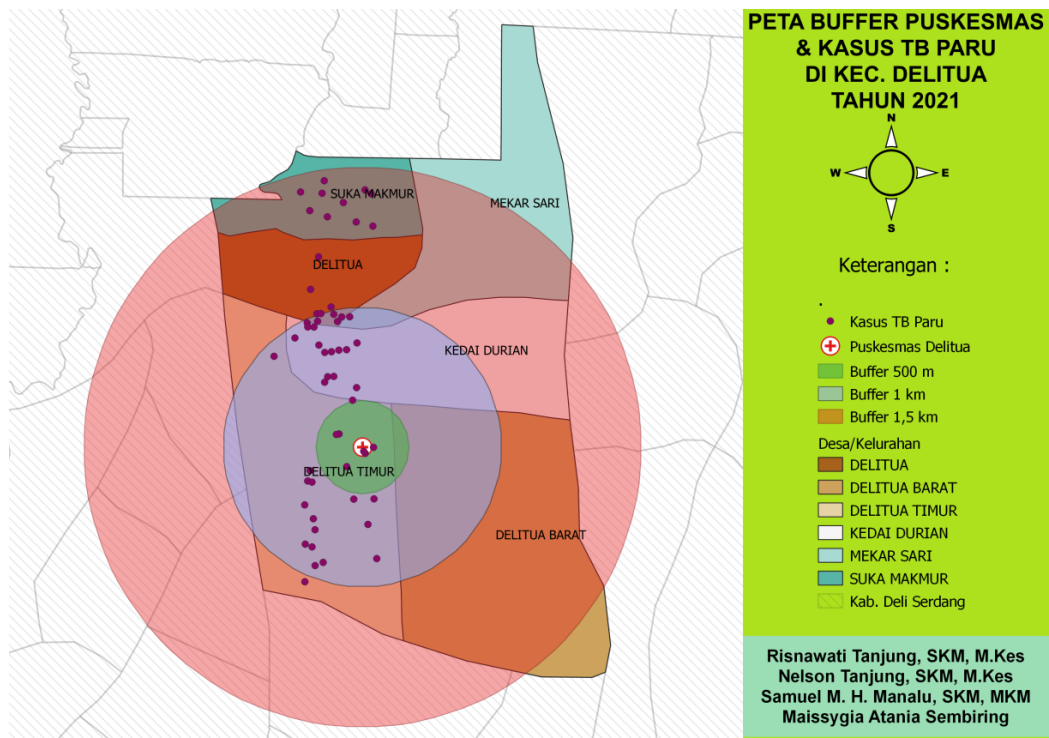 PETA BUFFER PUSKESMAS
& KASUS TB PARU
DI KEC. DELITUA
TAHUN 2021
N
W
E
S
Keterangan :
.
Kasus TB Paru
Puskesmas Delitua
Buffer 500 m
Buffer 1 km
Buffer 1,5 km
Desa/Kelurahan
DELITUA
DELITUA BARAT
DELITUA TIMUR
KEDAI DURIAN
MEKAR SARI
SUKA MAKMUR
Kab. Deli Serdang
Risnawati Tanjung, SKM, M.Kes
Nelson Tanjung, SKM, M.Kes
Samuel M. H. Manalu, SKM, MKM
Maissygia Atania Sembiring
SUKA MAKMUR
MEKAR SARI
DELITUA
KEDAI DURIAN
DELITUA TIMUR
DELITUA BARAT